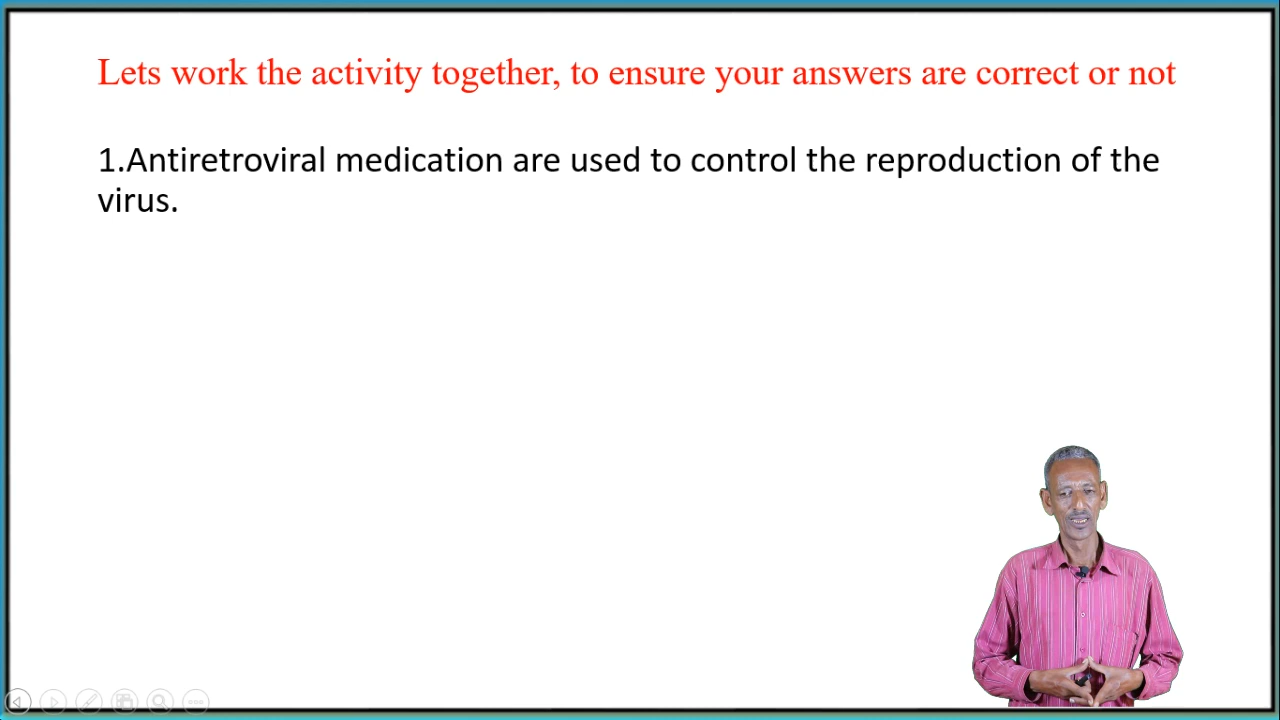 Lets work the activity together, to ensure your answers are correct or not
1.Antiretroviral medication are used to control the reproduction of the
virus.